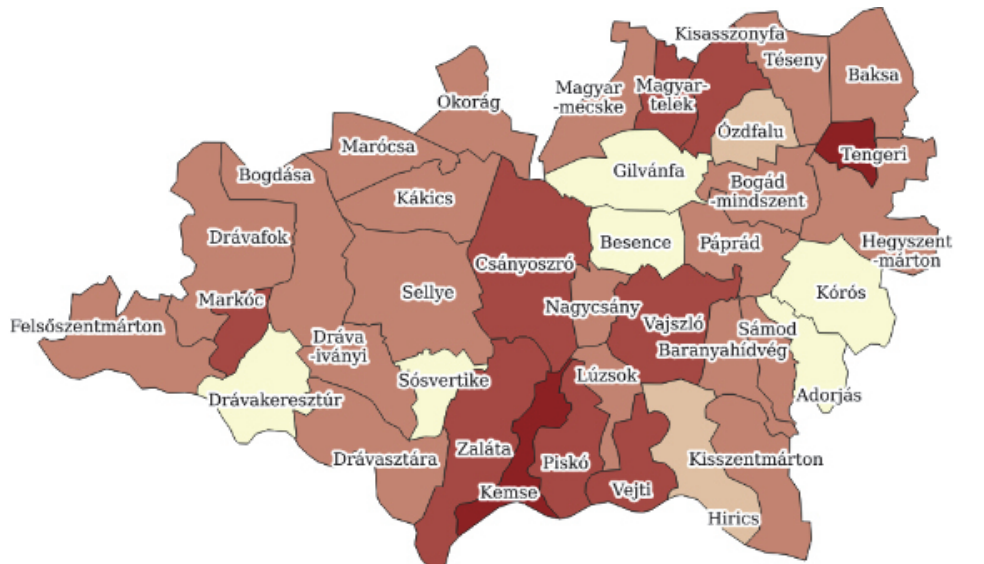 Kisasszonyfa
Téseny
Baksa
Magyar
-mecske
Magyar-
telek
Okorág
Ózdfalu
Tengeri
Marócsa
Gilvánfa
Bogdása
Bogád
-mindszent
Kákics
Drávafok
Besence
Páprád
Hegyszent
-márton
Csányoszró
Sellye
Kórós
Markóc
Nagycsány
Felsőszentmárton
Vajszló
Sámod
Dráva
-iványi
Baranyahídvég
Lúzsok
Sósvertike
Adorjás
Drávakeresztúr
Zaláta
Drávasztára
Piskó
Kisszentmárton
Kemse
Vejti
Hirics